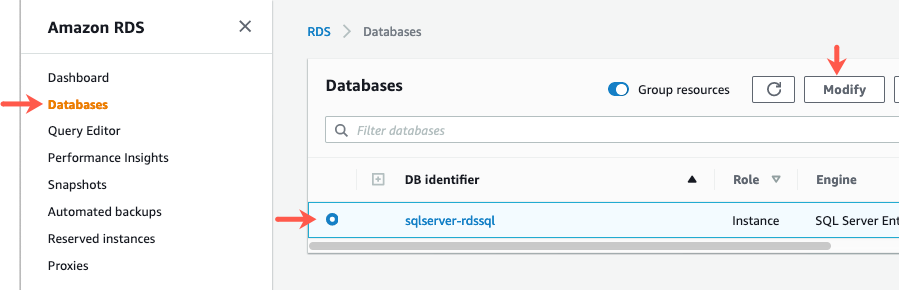 Amazon RDS
Dashboard
Databases
Query Editor
Performance Insights
Snapshots
Automated backups
Reserved instances
Proxies
RDS > Databases
Databases
Group resources
Modify
Filter databases
DB identifier Role Engine
sqlserver-rdssql Instance SQL Server Ent